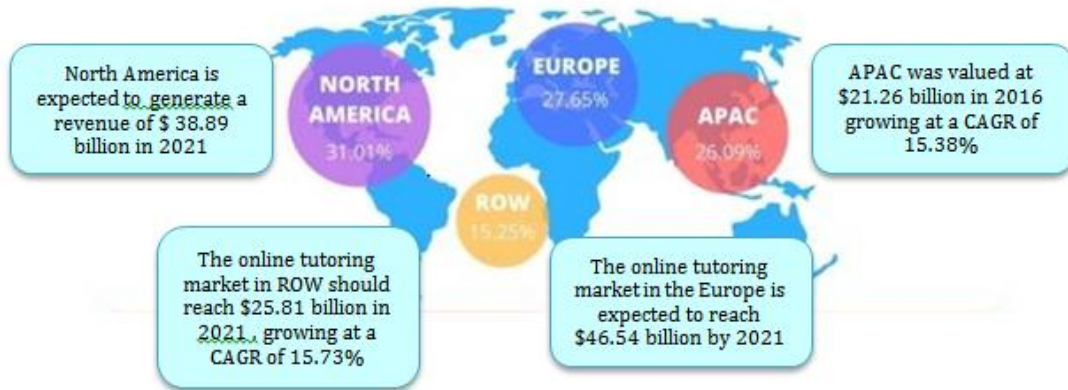 North America is
expected to generate a
revenue of $ 38.89
billion in 2021
NORTH
AMERICA
31.01%
EUROPE
27.65%
APAC
26.09%
APAC was valued at
$21.26 billion in 2016
growing at a CAGR of
15.38%
ROW
15.25%
The online tutoring
market in ROW should
reach $25.81 billion in
2021 , growing at a
CAGR of 15.73%
The online tutoring
market in the Europe is
expected to reach
$46.54 billion by 2021